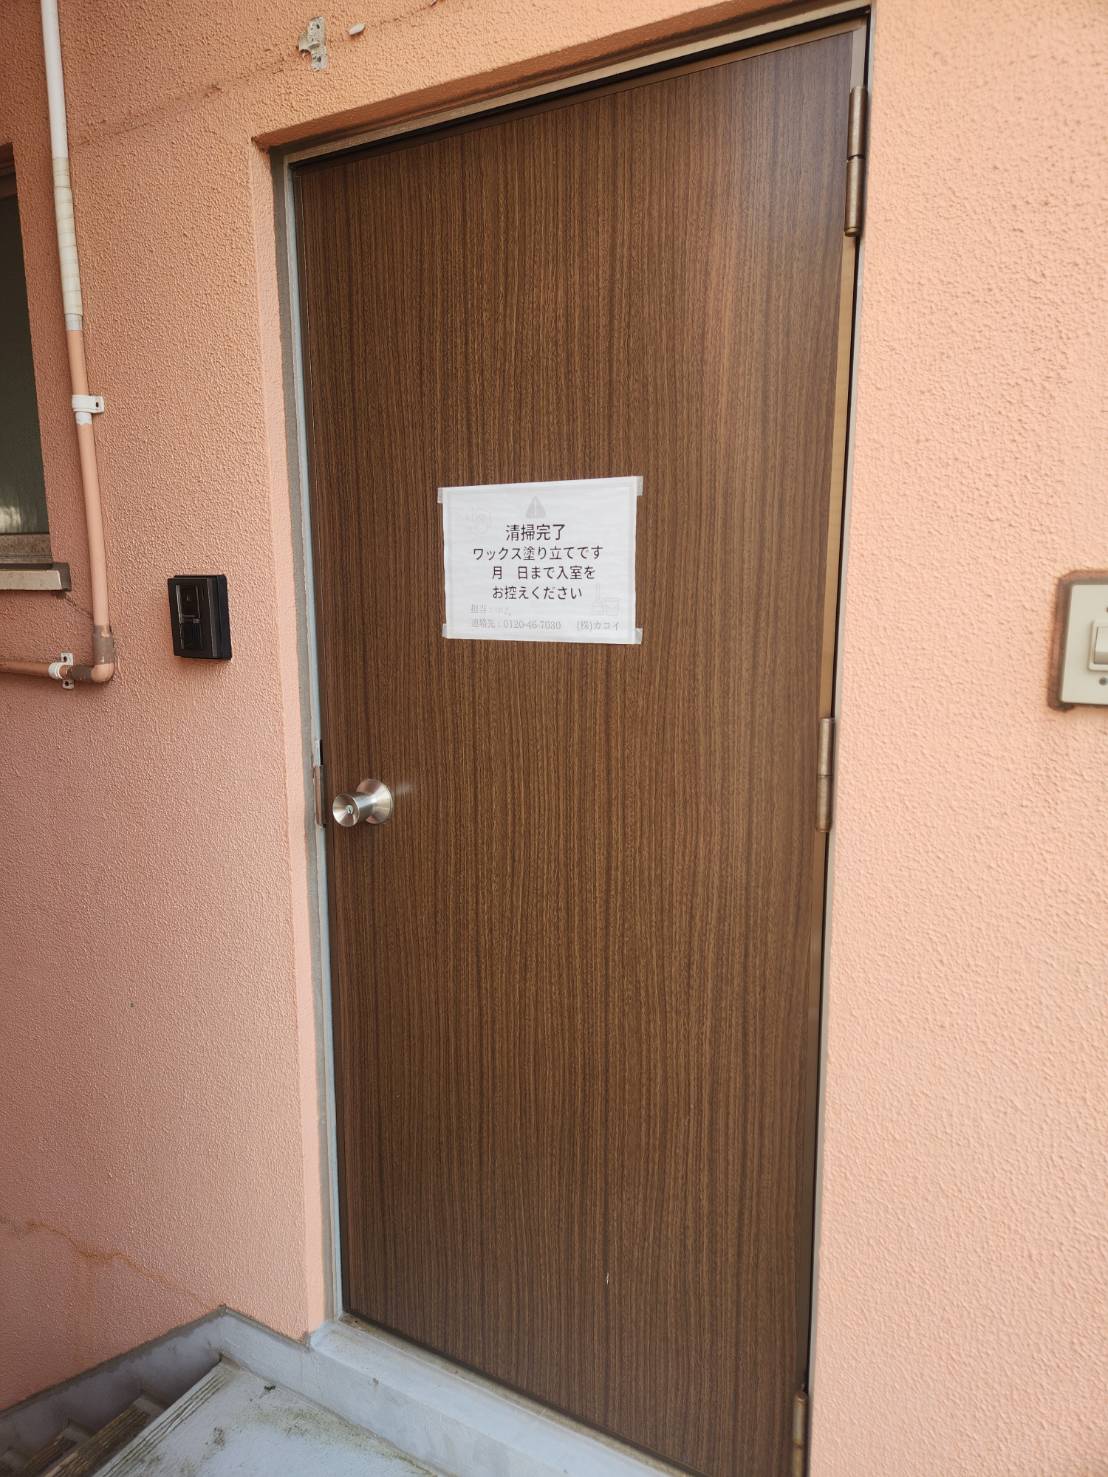 清掃完了
ワックス塗り立てです
月　日まで入室を
お控えください
担当：
連絡先：0120-46-7030　(株)カコイ